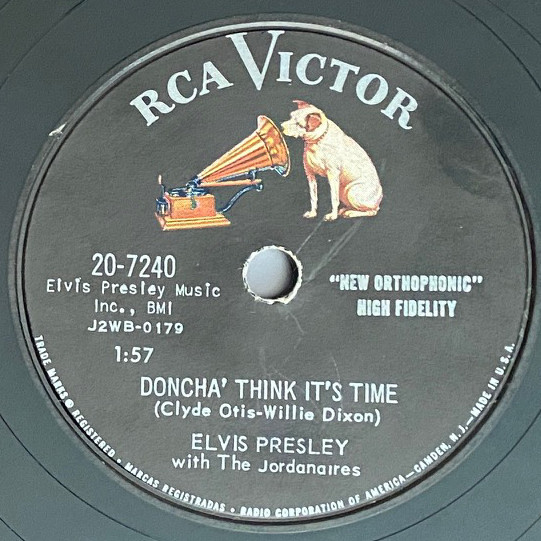 RCA VICTOR
20-7240
Elvis Presley Music
Inc., BMI
J2WB-0179
1:57
"NEW ORTHOPHONIC"
HIGH FIDELITY
DONCHA' THINK IT'S TIME
(Clyde Otis-Willie Dixon)
ELVIS PRESLEY
with The Jordanaires
TRADE MARKS ® REGISTERED • MARCAS REGISTRADAS • RADIO CORPORATION OF AMERICA—CAMDEN, N.J.—MADE IN U.S.A.